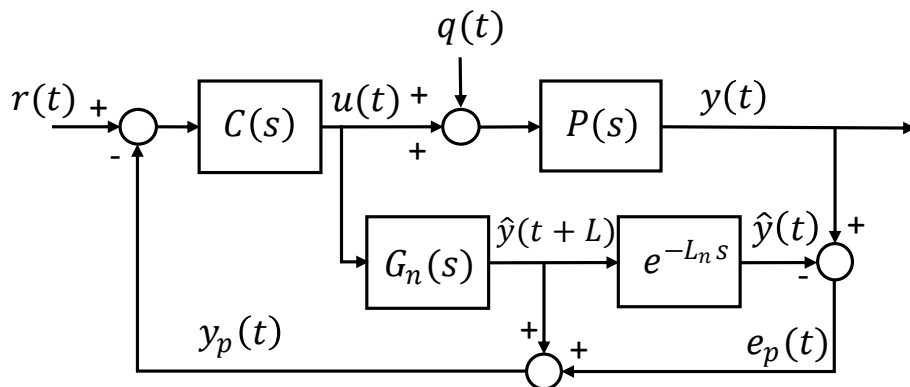 q(t)
r(t) + - C(s) u(t) + + P(s) y(t)
G_n(s) ŷ(t + L) e^{-L_n s} ŷ(t) + -
y_p(t) + + e_p(t)